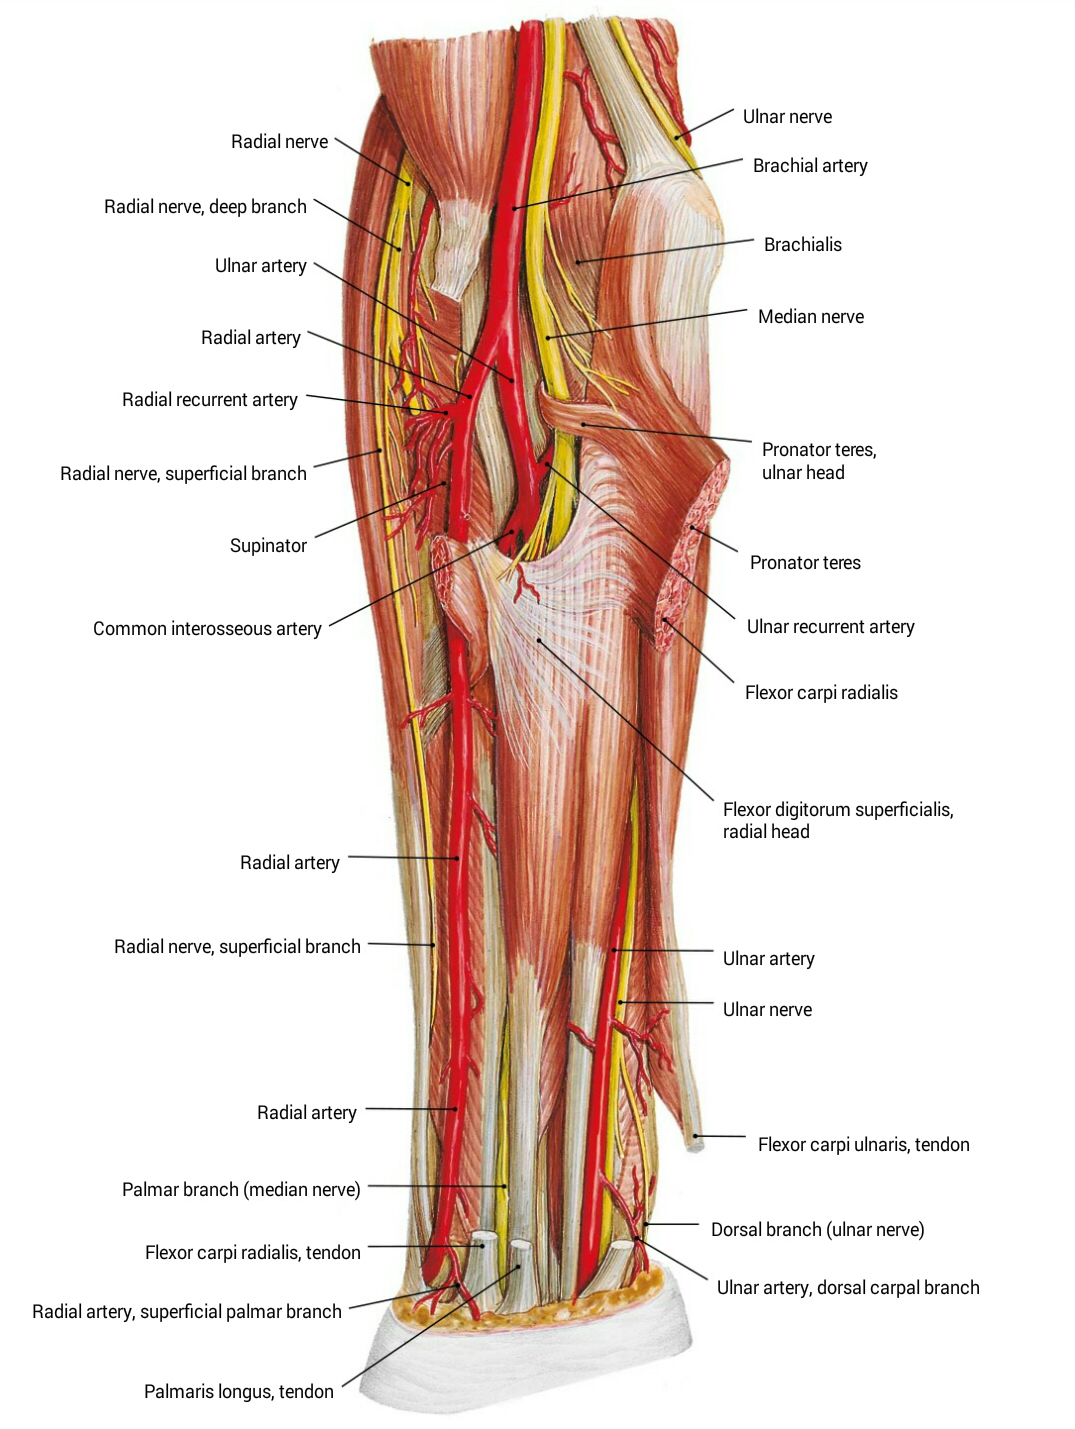 Radial nerve
Radial nerve, deep branch
Ulnar artery
Radial artery
Radial recurrent artery
Radial nerve, superficial branch
Supinator
Common interosseous artery
Radial artery
Radial nerve, superficial branch
Radial artery
Palmar branch (median nerve)
Flexor carpi radialis, tendon
Radial artery, superficial palmar branch
Palmaris longus, tendon
Ulnar nerve
Brachial artery
Brachialis
Median nerve
Pronator teres,
ulnar head
Pronator teres
Ulnar recurrent artery
Flexor carpi radialis
Flexor digitorum superficialis,
radial head
Ulnar artery
Ulnar nerve
Flexor carpi ulnaris, tendon
Dorsal branch (ulnar nerve)
Ulnar artery, dorsal carpal branch